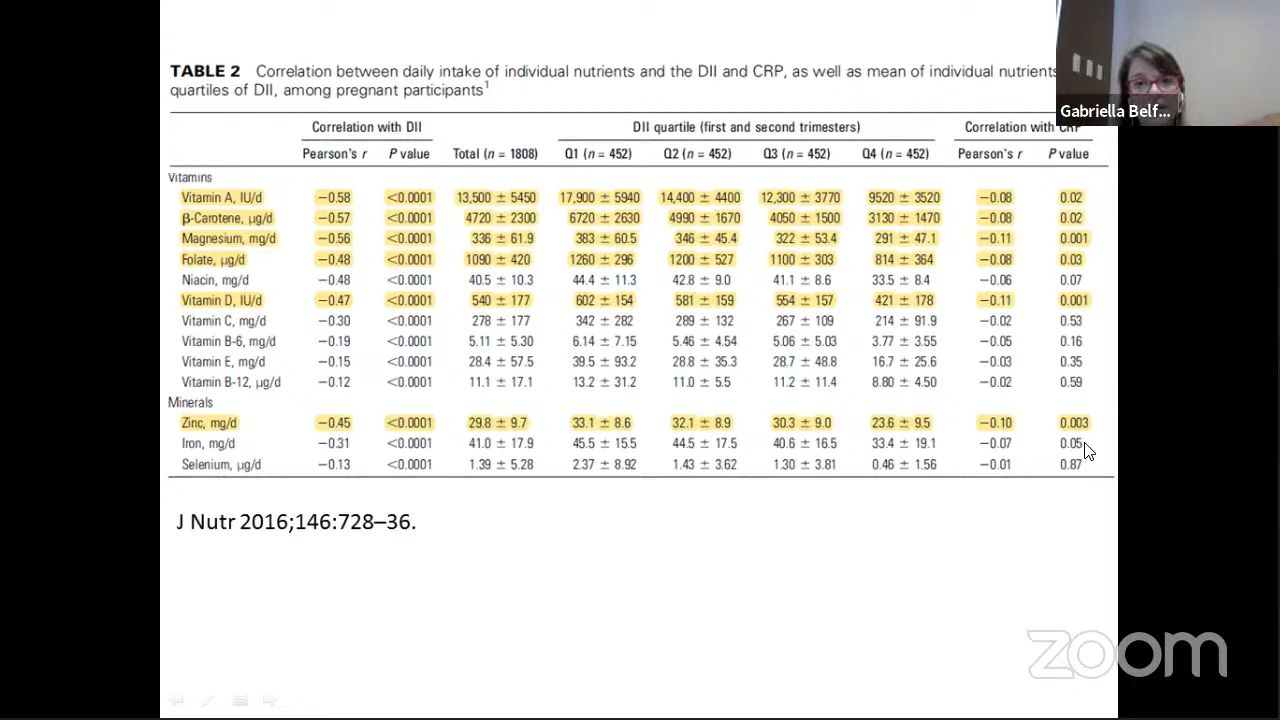 TABLE 2 Correlation between daily intake of individual nutrients and the DII and CRP, as well as mean of individual nutrients
quartiles of DII, among pregnant participants¹
Gabriella Belf...
Correlation with DII DII quartile (first and second trimesters) Correlation with CRP
Pearson's r P value Total (n = 1808) Q1 (n = 452) Q2 (n = 452) Q3 (n = 452) Q4 (n = 452) Pearson's r P value
Vitamins
Vitamin A, IU/d −0.58 <0.0001 13,500 ± 5450 17,900 ± 5940 14,400 ± 4400 12,300 ± 3770 9520 ± 3520 −0.08 0.02
β-Carotene, μg/d −0.57 <0.0001 4720 ± 2300 6720 ± 2630 4990 ± 1670 4050 ± 1500 3130 ± 1470 −0.08 0.02
Magnesium, mg/d −0.56 <0.0001 336 ± 61.9 383 ± 60.5 346 ± 45.4 322 ± 53.4 291 ± 47.1 −0.11 0.001
Folate, μg/d −0.48 <0.0001 1090 ± 420 1260 ± 296 1200 ± 527 1100 ± 303 814 ± 364 −0.08 0.03
Niacin, mg/d −0.48 <0.0001 40.5 ± 10.3 44.4 ± 11.3 42.8 ± 9.0 41.1 ± 8.6 33.5 ± 8.4 −0.06 0.07
Vitamin D, IU/d −0.47 <0.0001 540 ± 177 602 ± 154 581 ± 159 554 ± 157 421 ± 178 −0.11 0.001
Vitamin C, mg/d −0.30 <0.0001 278 ± 177 342 ± 282 289 ± 132 267 ± 109 214 ± 91.9 −0.02 0.53
Vitamin B-6, mg/d −0.19 <0.0001 5.11 ± 5.30 6.14 ± 7.15 5.46 ± 4.54 5.06 ± 5.03 3.77 ± 3.55 −0.05 0.16
Vitamin E, mg/d −0.15 <0.0001 28.4 ± 57.5 39.5 ± 93.2 28.8 ± 35.3 28.7 ± 48.8 16.7 ± 25.6 −0.03 0.35
Vitamin B-12, μg/d −0.12 <0.0001 11.1 ± 17.1 13.2 ± 31.2 11.0 ± 5.5 11.2 ± 11.4 8.80 ± 4.50 −0.02 0.59
Minerals
Zinc, mg/d −0.45 <0.0001 29.8 ± 9.7 33.1 ± 8.6 32.1 ± 8.9 30.3 ± 9.0 23.6 ± 9.5 −0.10 0.003
Iron, mg/d −0.31 <0.0001 41.0 ± 17.9 45.5 ± 15.5 44.5 ± 17.5 40.6 ± 16.5 33.4 ± 19.1 −0.07 0.05
Selenium, μg/d −0.13 <0.0001 1.39 ± 5.28 2.37 ± 8.92 1.43 ± 3.62 1.30 ± 3.81 0.46 ± 1.56 −0.01 0.87
J Nutr 2016;146:728–36.
zoom